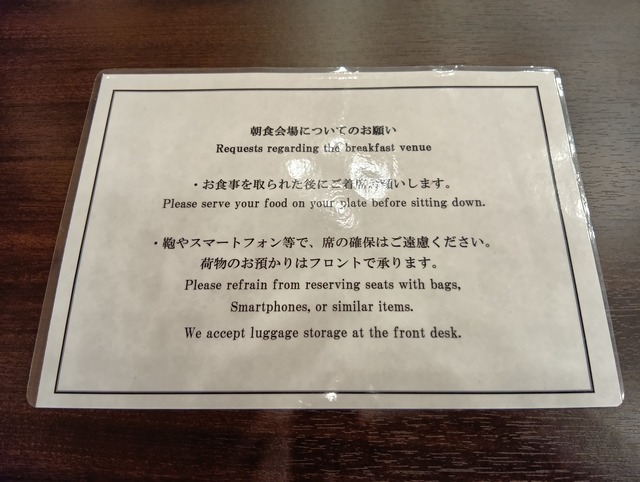 朝食会場についてのお願い
Requests regarding the breakfast venue
・お食事を取られた後にご着席お願いします。
Please serve your food on your plate before sitting down.
・鞄やスマートフォン等で、席の確保はご遠慮ください。
荷物のお預かりはフロントで承ります。
Please refrain from reserving seats with bags,
Smartphones, or similar items.
We accept luggage storage at the front desk.